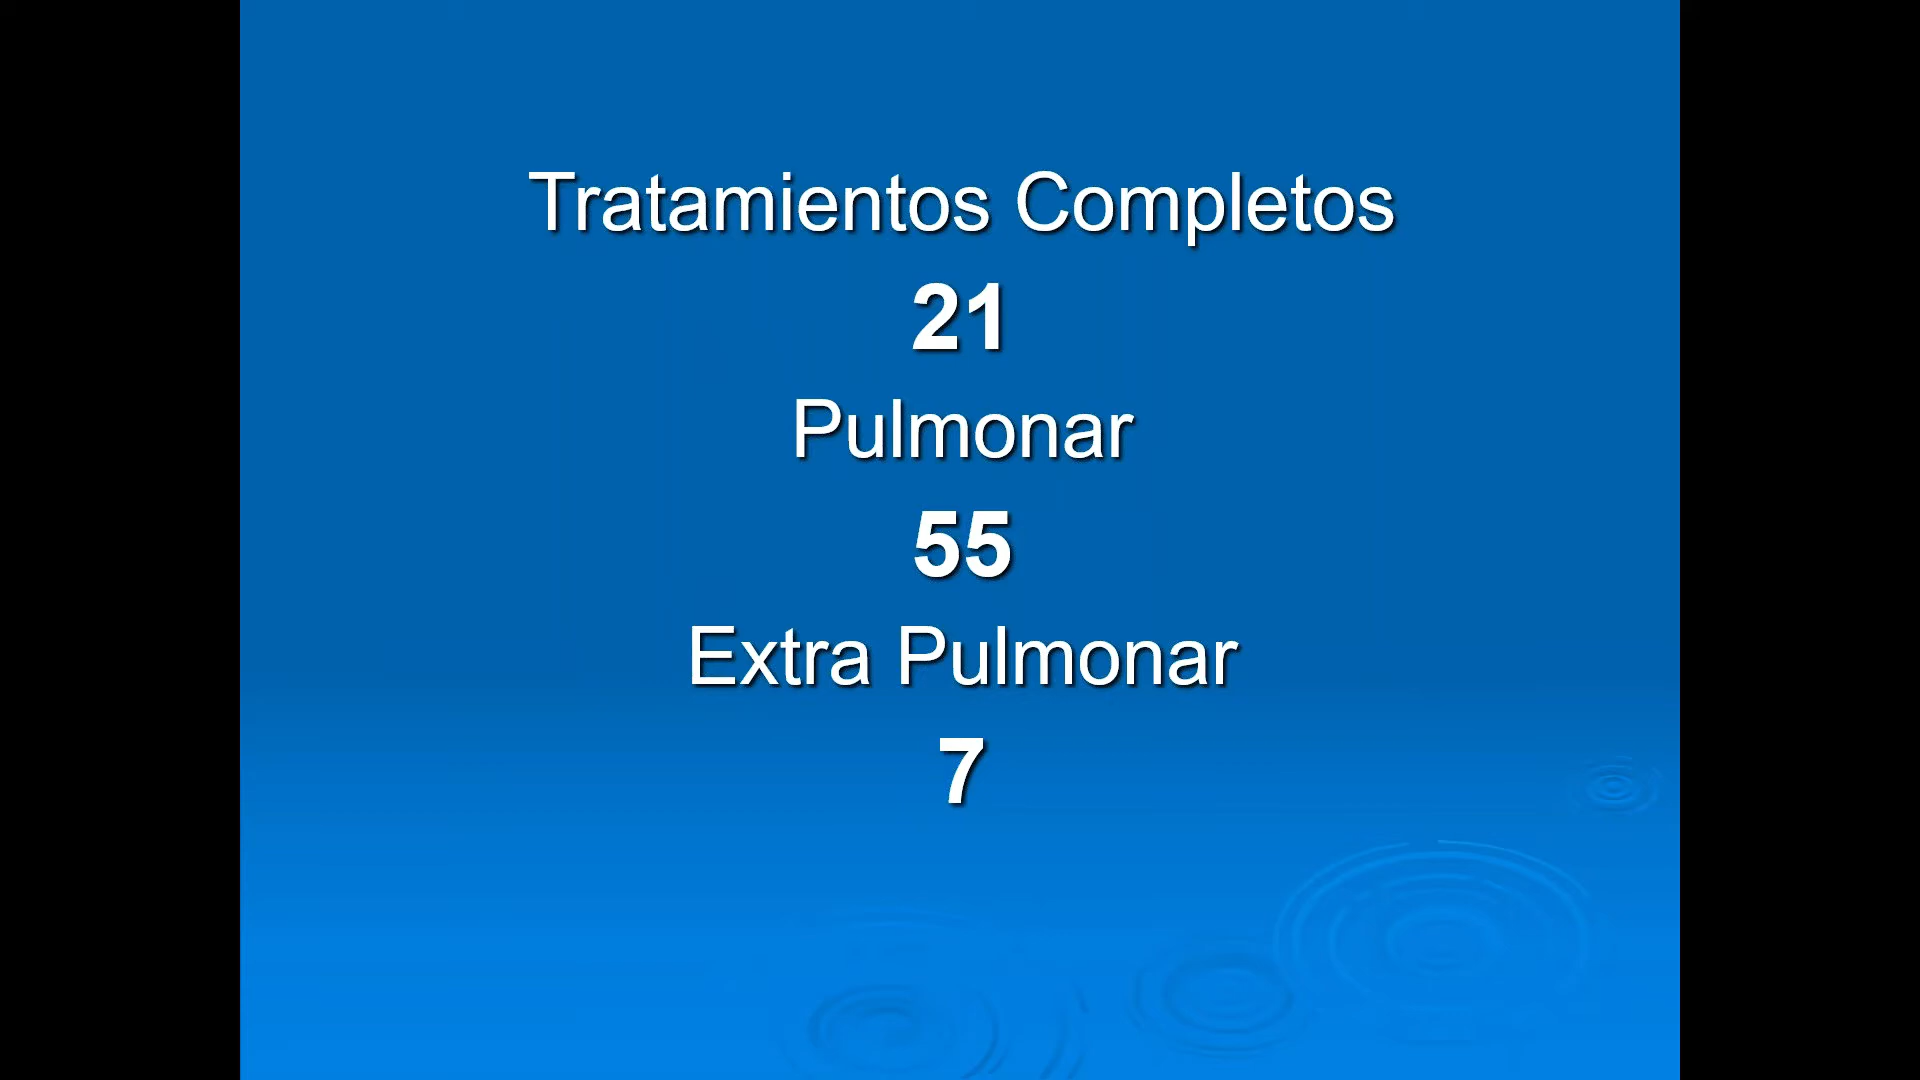 Tratamientos Completos
21
Pulmonar
55
Extra Pulmonar
7